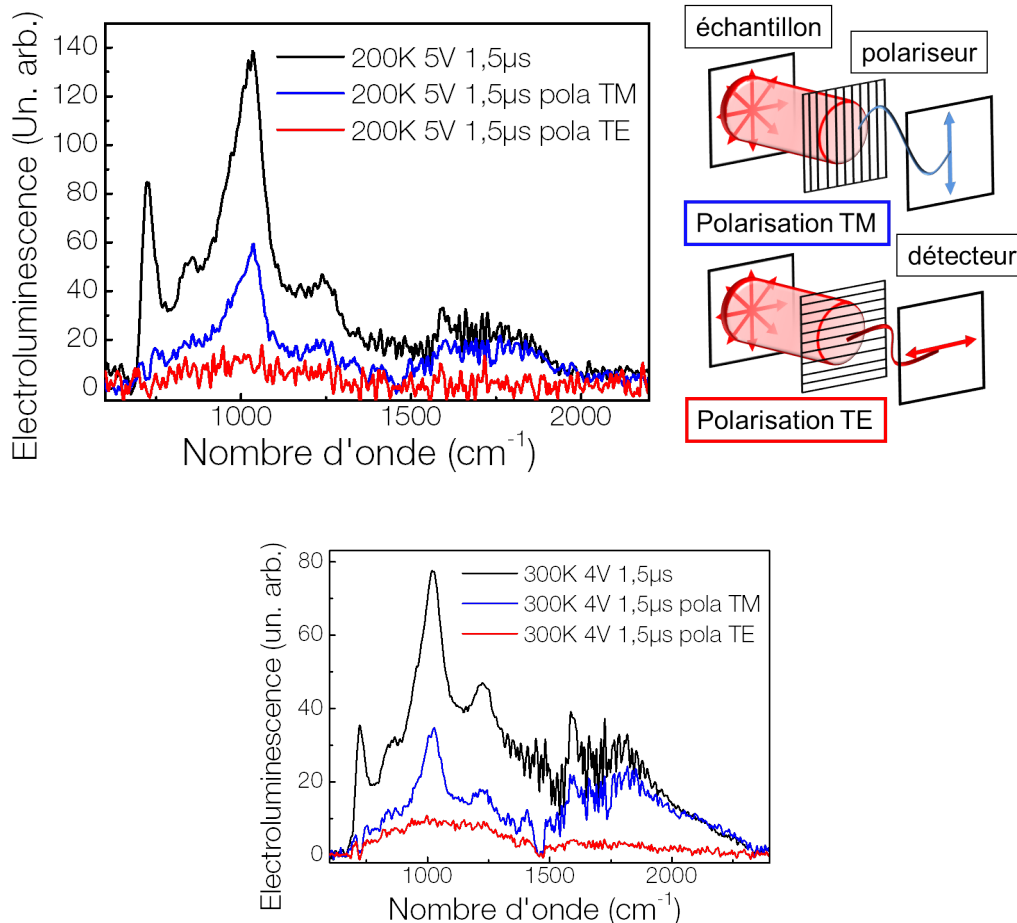 Electroluminescence (Un. arb.)
140
120
100
80
60
40
20
0
200K 5V 1,5µs
200K 5V 1,5µs pola TM
200K 5V 1,5µs pola TE
1000
1500
2000
Nombre d'onde (cm⁻¹)
échantillon
polariseur
Polarisation TM
détecteur
Polarisation TE
Electroluminescence (un. arb.)
80
60
40
20
0
300K 4V 1,5µs
300K 4V 1,5µs pola TM
300K 4V 1,5µs pola TE
1000
1500
2000
Nombre d'onde (cm⁻¹)